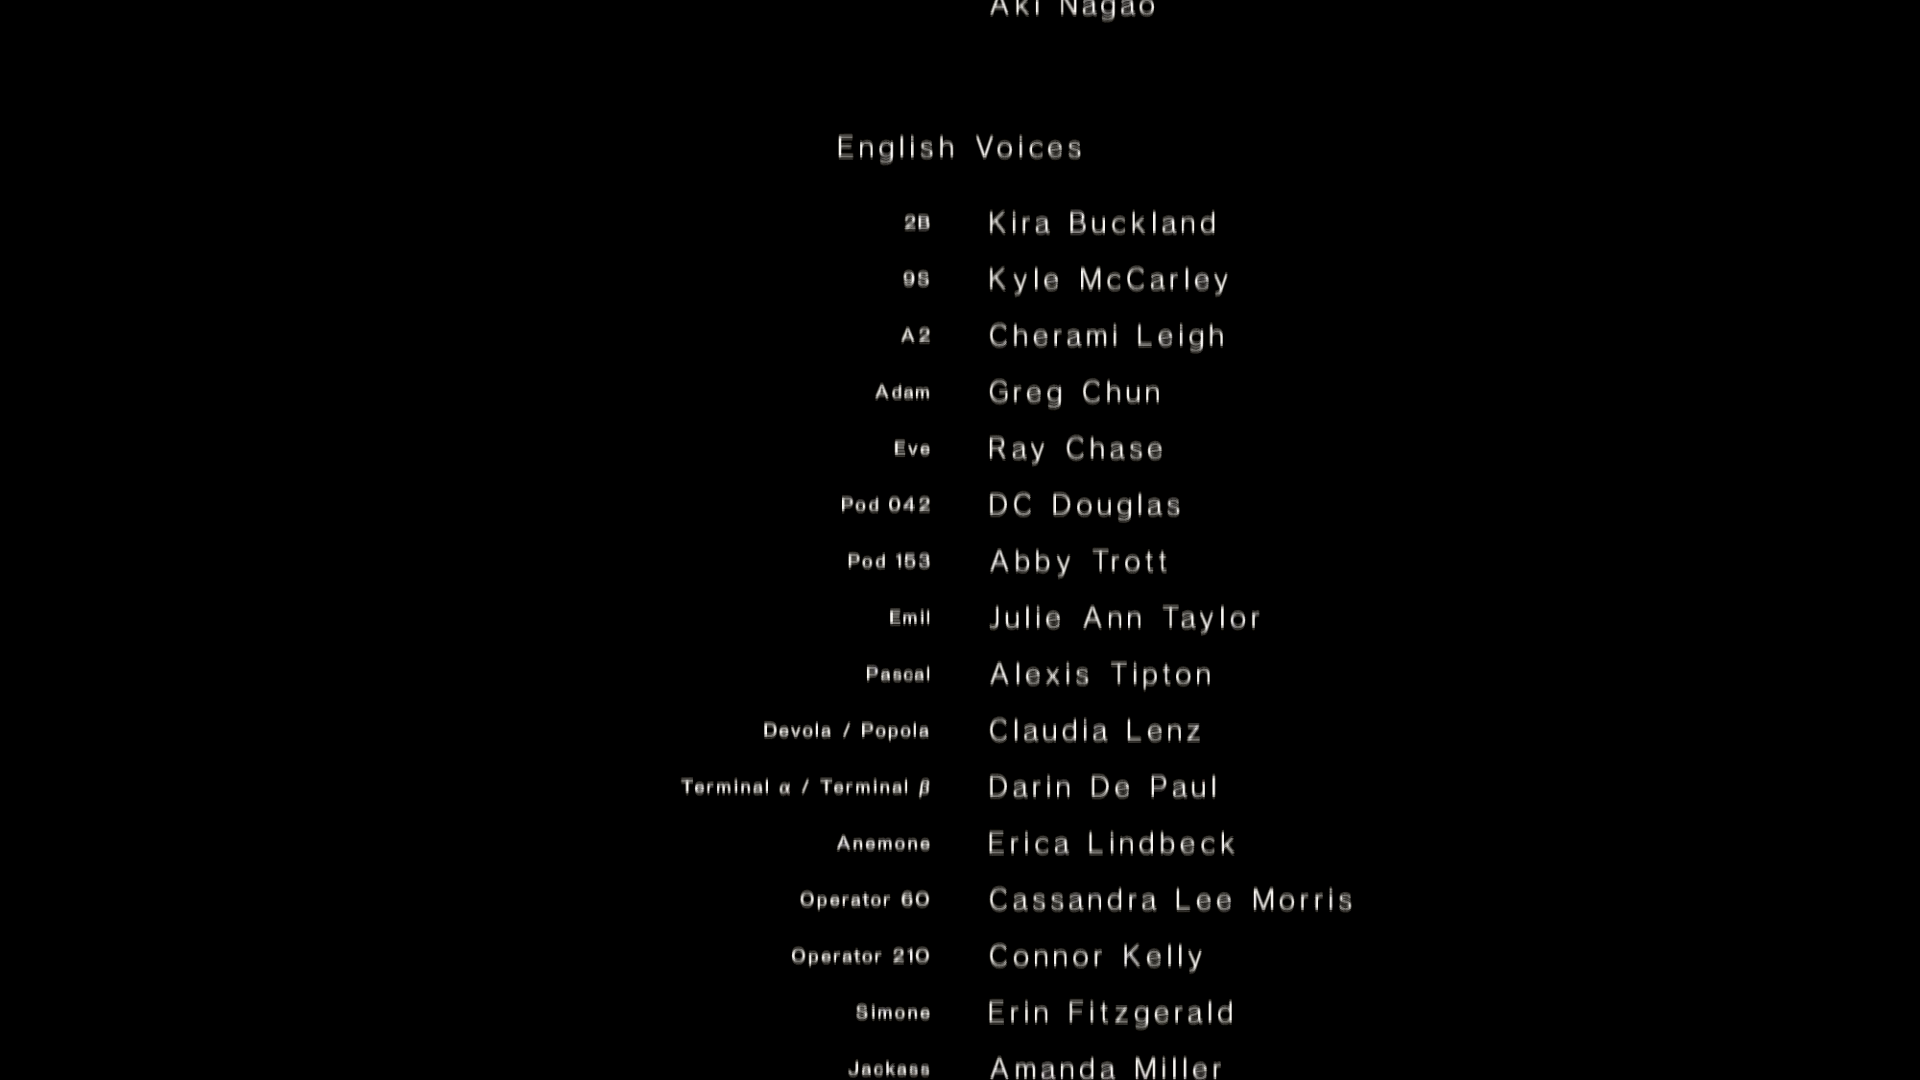 Aki Nagao
English Voices
2B Kira Buckland
9S Kyle McCarley
A2 Cherami Leigh
Adam Greg Chun
Eve Ray Chase
Pod 042 DC Douglas
Pod 153 Abby Trott
Emil Julie Ann Taylor
Pascal Alexis Tipton
Devola / Popola Claudia Lenz
Terminal α / Terminal β Darin De Paul
Anemone Erica Lindbeck
Operator 6O Cassandra Lee Morris
Operator 21O Connor Kelly
Simone Erin Fitzgerald
Jackass Amanda Miller